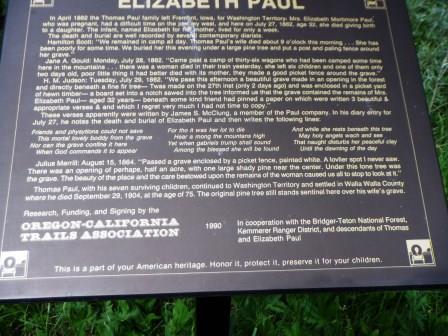 ELIZABETH PAUL
In April 1862 the Thomas Paul family left Fremont, Iowa, for Washington Territory. Mrs. Elizabeth Mortimore Paul,
who was pregnant, had a difficult time on the journey west, and here on July 27, 1862, age 32, she died giving birth
to a daughter. The infant, named Elizabeth for her mother, lived for only a week.
The death and burial are well recorded by several contemporary diarists.
Hamilton Scott: "We remained in camp all day. Thomas Paul's wife died about 9 o'clock this morning . . . She has
been poorly for some time. We buried her this evening under a large pine tree and put a post and paling fence around
her grave."
Jane A. Gould: Monday, July 28, 1862. "Came past a camp of thirty-six wagons who had been camped some time
here in the mountains . . . there was a woman died in their train yesterday, she left six children and one of them only
two days old, poor little thing it had better died with its mother, they made a good picket fence around the grave."
H. M. Judson: Tuesday, July 29, 1862. "We pass this afternoon a beautiful grave made in an opening in the forest
and directly beneath a fine fir tree— Twas made on the 27th inst (only 2 days ago) and was enclosed in a picket yard
of hewn timber— a board set into a notch sawed into the tree informed us that the grave contained the remains of Mrs.
Elizabeth Paul— aged 32 years— beneath some kind friend had pinned a paper on which were written 3 beautiful &
appropriate verses & and which I regret very much I had not time to copy."
These verses apparently were written by James S. McClung, a member of the Paul company. In his diary entry for
July 27, he notes the death and burial of Elizabeth Paul and then writes the following lines:
Friends and physystions could not save
This mortal lovely boddy from the grave
Nor can the grave confine it here
When God commands it to appear
For tho it was her lot to die
Hear a mong the mountains high
Yet when gabriels trump shall sound
Among the blessed she will be found
And while she rests beneath this tree
May holy angels wach and see
That naught disturbs her peaceful clay
Until the dawning of the day
Julius Merrill: August 15, 1864. "Passed a grave enclosed by a picket fence, painted white. A lovlier spot I never saw.
There was an opening of perhaps, half an acre, with one large shady pine near the center. Under this lone tree was
the grave. The beauty of the place and the care bestowed upon the remains of the woman caused us all to stop to look at it."
Thomas Paul, with his seven surviving children, continued to Washington Territory and settled in Walla Walla County
where he died September 29, 1904, at the age of 75. The original pine tree still stands sentinel here over his wife's grave.
Research, Funding, and Signing by the
OREGON-CALIFORNIA
TRAILS ASSOCIATION
1990
In cooperation with the Bridger-Teton National Forest,
Kemmerer Ranger District, and descendants of Thomas
and Elizabeth Paul
This is a part of your American heritage. Honor it, protect it, preserve it for your children.